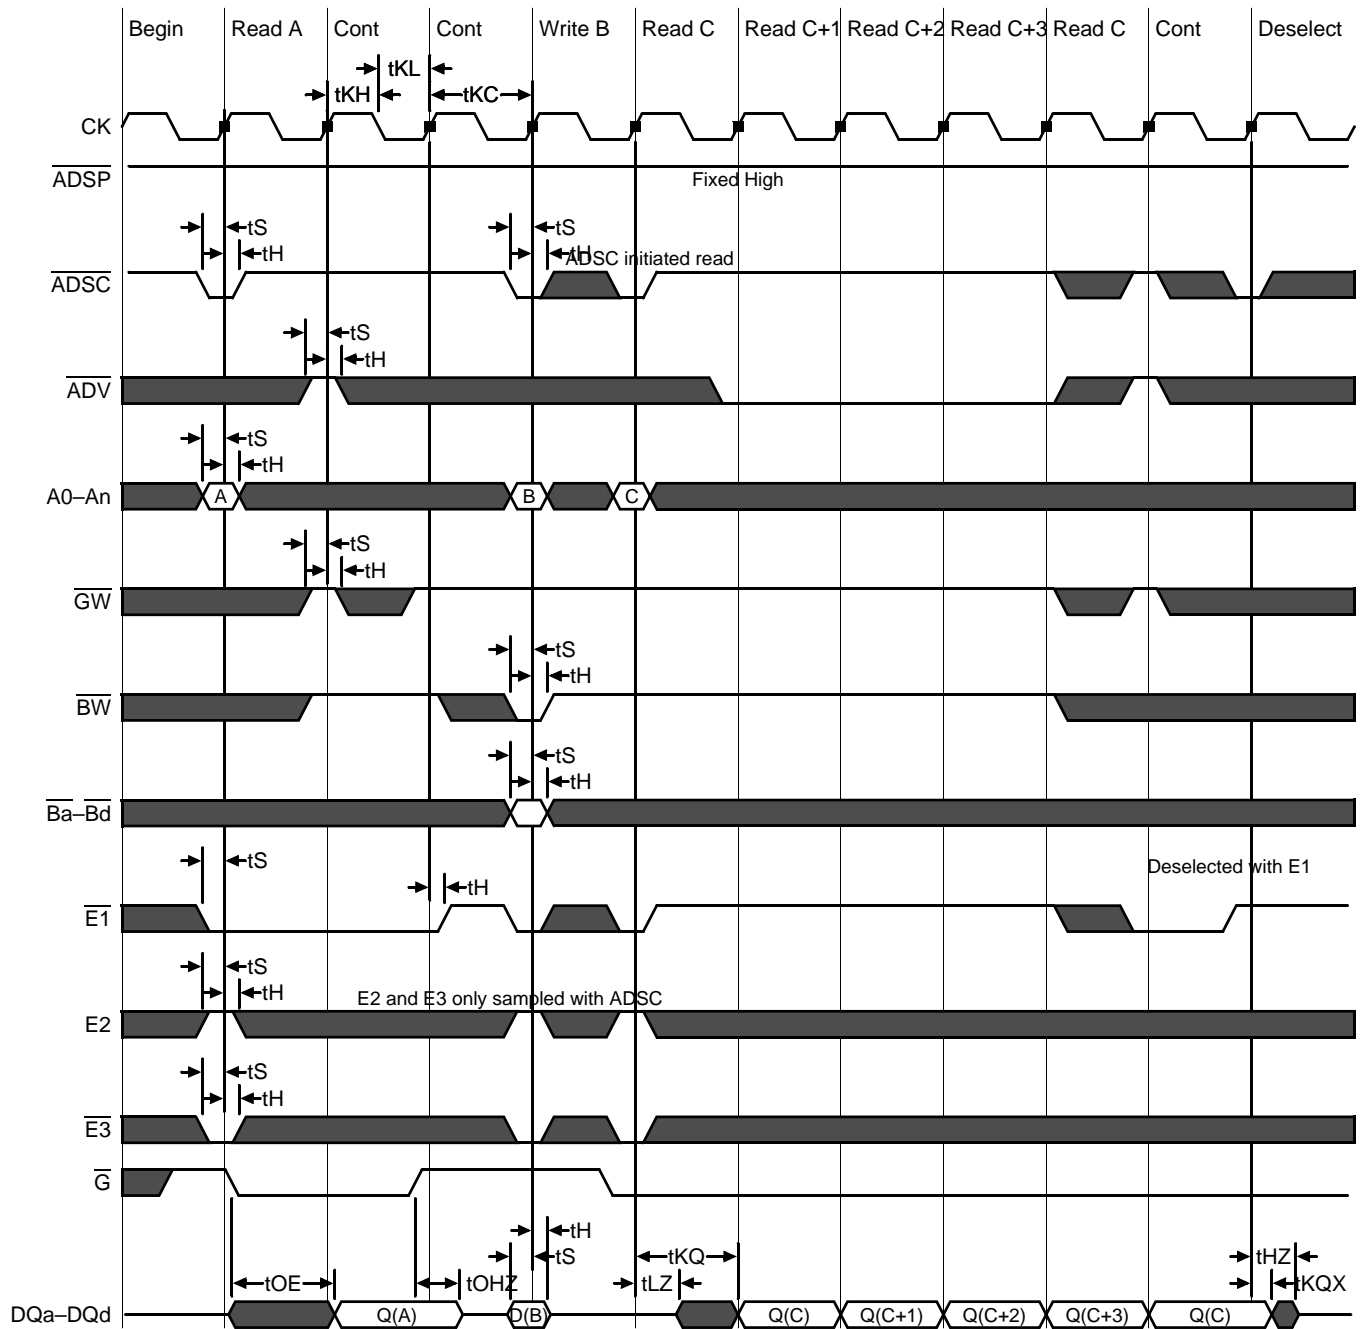 Begin Read A Cont Cont Write B Read C Read C+1 Read C+2 Read C+3 Read C Cont Deselect
tKL
tKH tKC
CK
ADSP Fixed High
tS tS
tH tH
ADSC initiated read
ADSC
tS
tH
ADV
tS
tH
A0–An A B C
tS
tH
GW
tS
tH
BW
tS
tH
Ba–Bd
tS
Deselected with E1
tH
E1
tS
tH
E2 and E3 only sampled with ADSC
E2
tS
tH
E3
G
tH
tS tKQ tHZ
tOE tOHZ tLZ tKQX
DQa–DQd Q(A) D(B) Q(C) Q(C+1) Q(C+2) Q(C+3) Q(C)